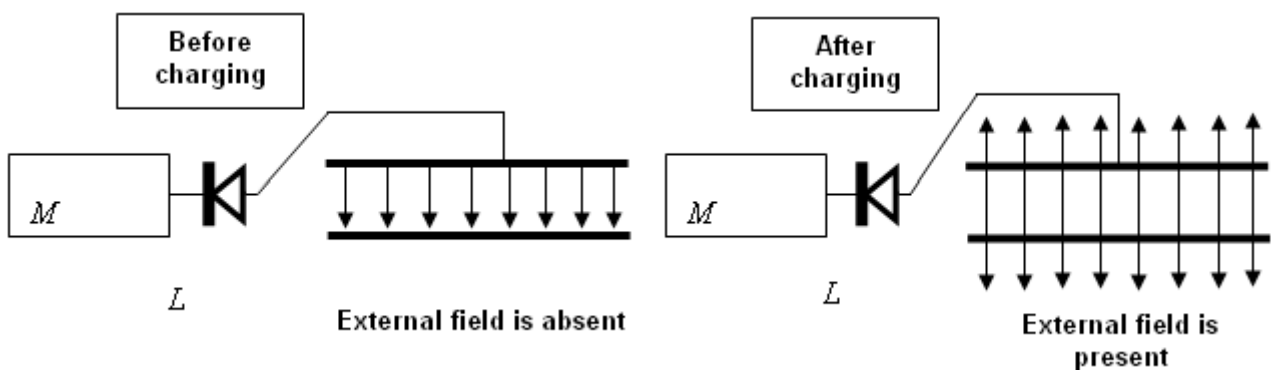 Before
charging
M
L
External field is absent
After
charging
M
L
External field is
present